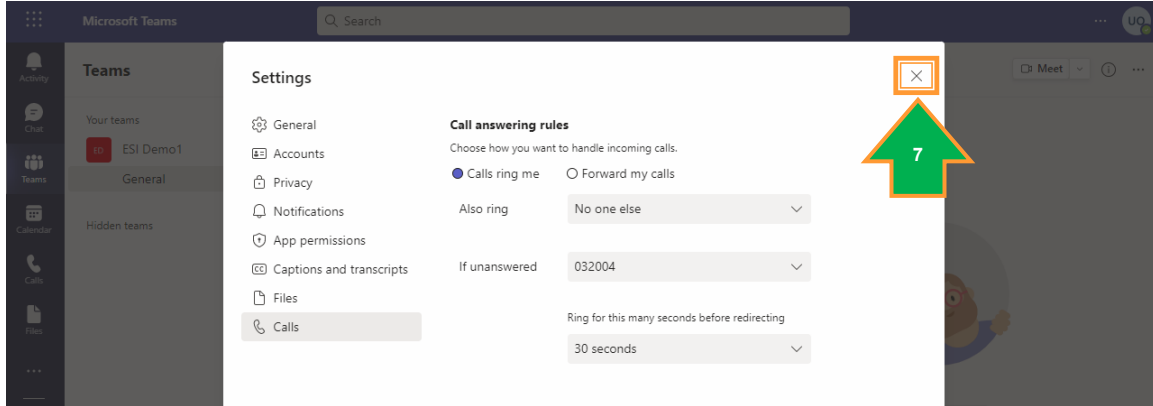 Microsoft Teams
Search
UO
Activity
Chat
Teams
Calendar
Calls
Files
Teams
Your teams
ED
ESI Demo1
General
Hidden teams
Meet
Settings
General
Accounts
Privacy
Notifications
App permissions
CC Captions and transcripts
Files
Calls
Call answering rules
Choose how you want to handle incoming calls.
Calls ring me
Forward my calls
Also ring
No one else
If unanswered
032004
Ring for this many seconds before redirecting
30 seconds
7